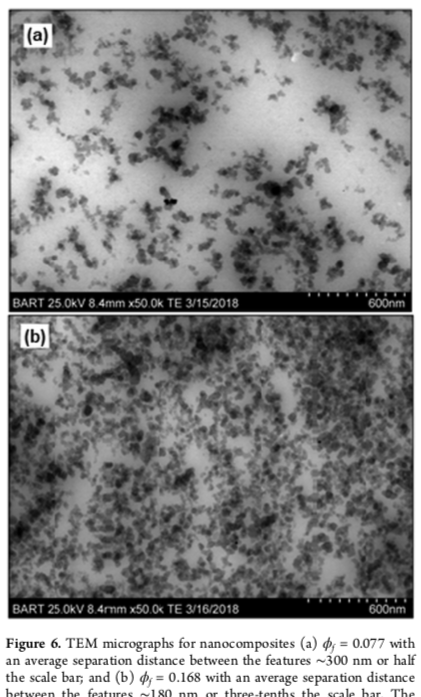 (a)
BART 25.0kV 8.4mm x50.0k TE 3/15/2018 600nm
(b)
BART 25.0kV 8.4mm x50.0k TE 3/16/2018 600nm
Figure 6. TEM micrographs for nanocomposites (a) ϕj = 0.077 with
an average separation distance between the features ~300 nm or half
the scale bar; and (b) ϕj = 0.168 with an average separation distance
between the features ~180 nm or three-tenths the scale bar. The